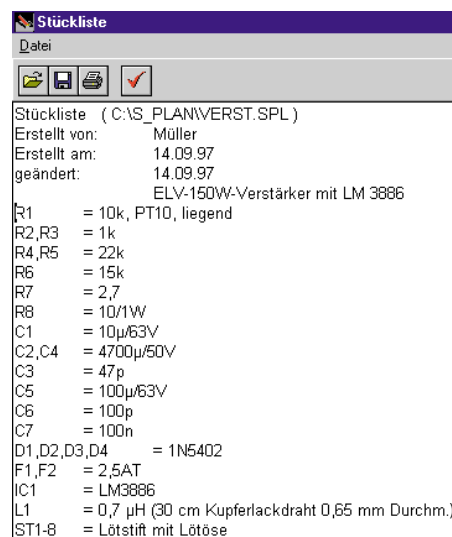 Stückliste
Datei
Stückliste ( C:\S_PLAN\VERST.SPL )
Erstellt von: Müller
Erstellt am: 14.09.97
geändert: 14.09.97
ELV-150W-Verstärker mit LM 3886
R1 = 10k, PT10, liegend
R2,R3 = 1k
R4,R5 = 22k
R6 = 15k
R7 = 2,7
R8 = 10/1W
C1 = 10µ/63V
C2,C4 = 4700µ/50V
C3 = 47p
C5 = 100µ/63V
C6 = 100p
C7 = 100n
D1,D2,D3,D4 = 1N5402
F1,F2 = 2,5AT
IC1 = LM3886
L1 = 0,7 µH (30 cm Kupferlackdraht 0,65 mm Durchm.)
ST1-8 = Lötstift mit Lötöse